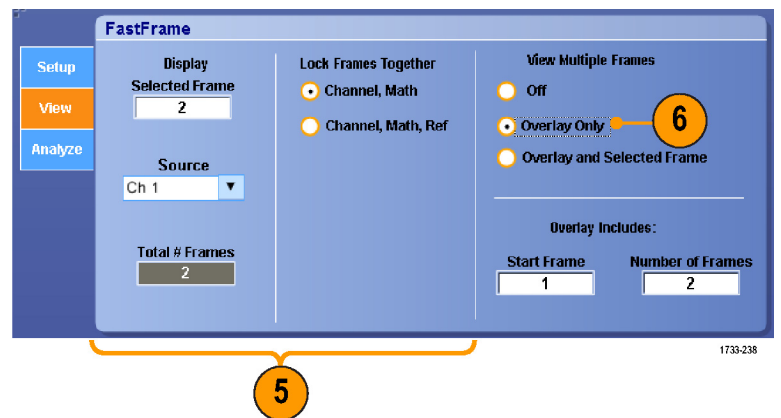 FastFrame
Setup
View
Analyze
Display
Selected Frame
2
Source
Ch 1
Total # Frames
2
Lock Frames Together
Channel, Math
Channel, Math, Ref
View Multiple Frames
Off
Overlay Only
6
Overlay and Selected Frame
Overlay Includes:
Start Frame
1
Number of Frames
2
1733-238
5